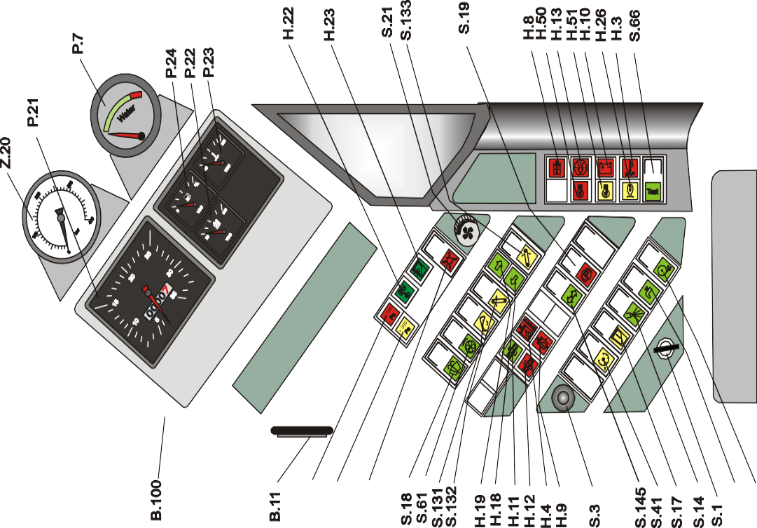 Z.20
P.21
P.7
P.24
P.22
P.23
H.22
H.23
S.21
S.133
S.19
H.8
H.50
H.13
H.51
H.10
H.26
H.3
S.66
Water
Test
B.100
B.11
S.18
S.61
S.131
S.132
H.19
H.18
H.11
H.12
H.4
H.9
S.3
S.145
S.41
S.17
S.14
S.1